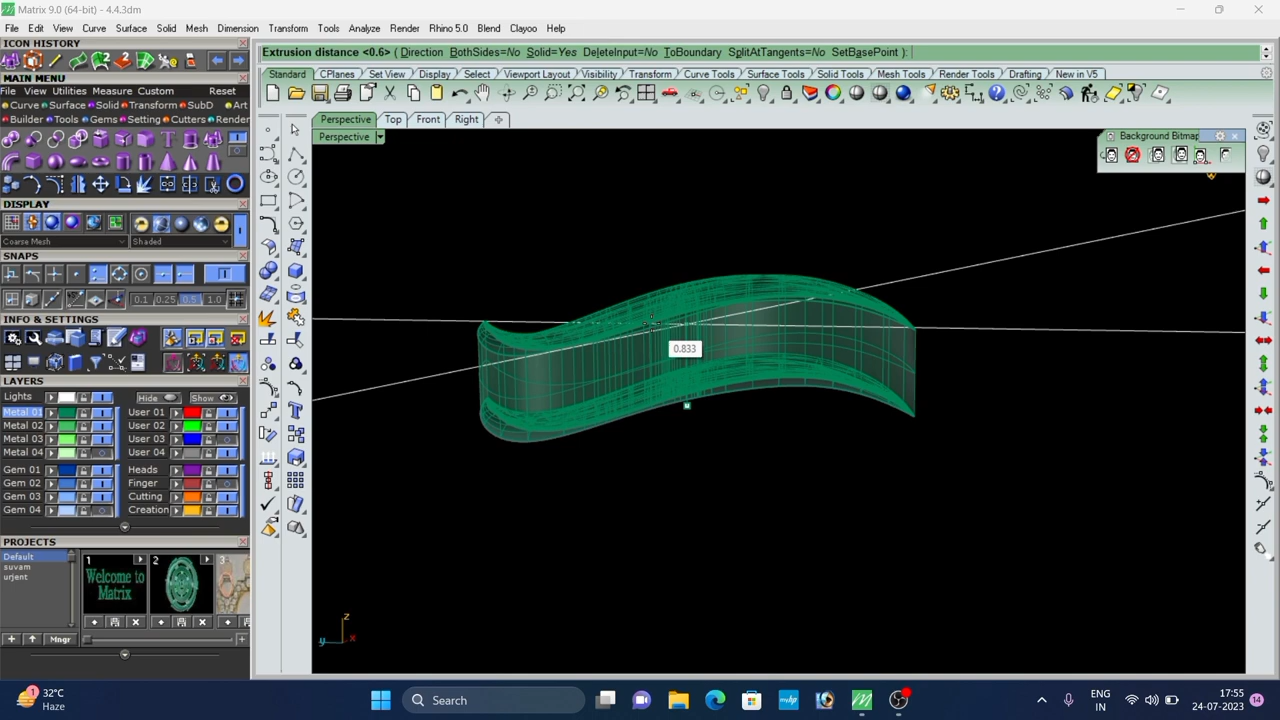 Matrix 9.0 (64-bit) - 4.4.3dm
File Edit View Curve Surface Solid Mesh Dimension Transform Tools Analyze Render Rhino 5.0 Blend Clayoo Help
ICON HISTORY
Extrusion distance <0.6> ( Direction BothSides=No Solid=Yes DeleteInput=No ToBoundary SplitAtTangents=No SetBasePoint ):
Standard CPlanes Set View Display Select Viewport Layout Visibility Transform Curve Tools Surface Tools Solid Tools Mesh Tools Render Tools Drafting New in V5
MAIN MENU
File View Utilities Measure Custom
Curve Surface Solid Transform SubD Art
Builder Tools Gems Setting Cutters Render
Perspective Top Front Right
Perspective
Background Bitmap
DISPLAY
Coarse Mesh Shaded
SNAPS
0.1 0.25 0.5 1.0
INFO & SETTINGS
0.833
LAYERS
Lights Hide Show
Metal 01 User 01
Metal 02 User 02
Metal 03 User 03
Metal 04 User 04
Gem 01 Heads
Gem 02 Finger
Gem 03 Cutting
Gem 04 Creation
PROJECTS
Default
suvam
urjent
1 2 3
Welcome to
Matrix
Mngr
z
y x
1
32°C
Haze
Search
ENG
IN
17:55
24-07-2023
14